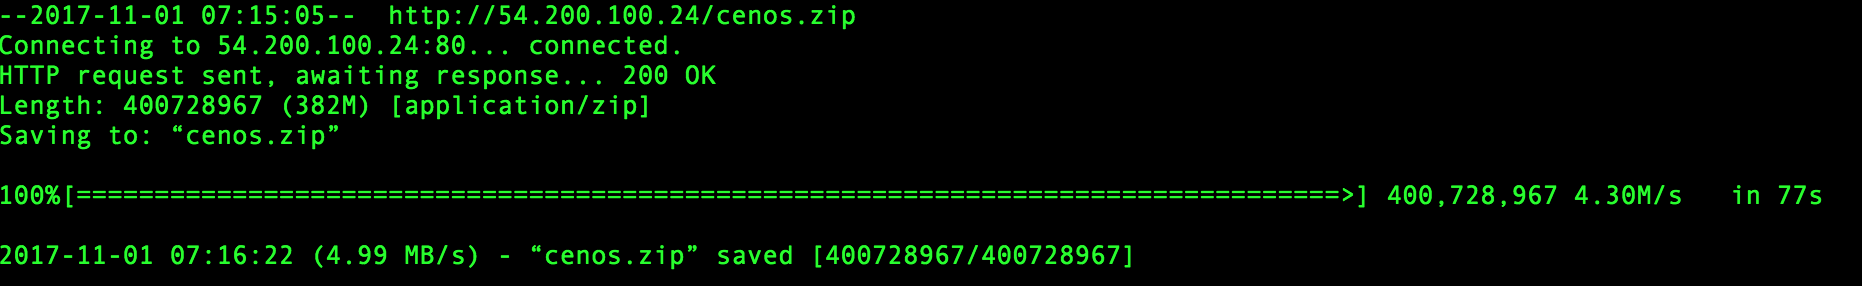 --2017-11-01 07:15:05--  http://54.200.100.24/cenos.zip
Connecting to 54.200.100.24:80... connected.
HTTP request sent, awaiting response... 200 OK
Length: 400728967 (382M) [application/zip]
Saving to: “cenos.zip”
100%[=================================================================================>] 400,728,967 4.30M/s   in 77s
2017-11-01 07:16:22 (4.99 MB/s) - “cenos.zip” saved [400728967/400728967]